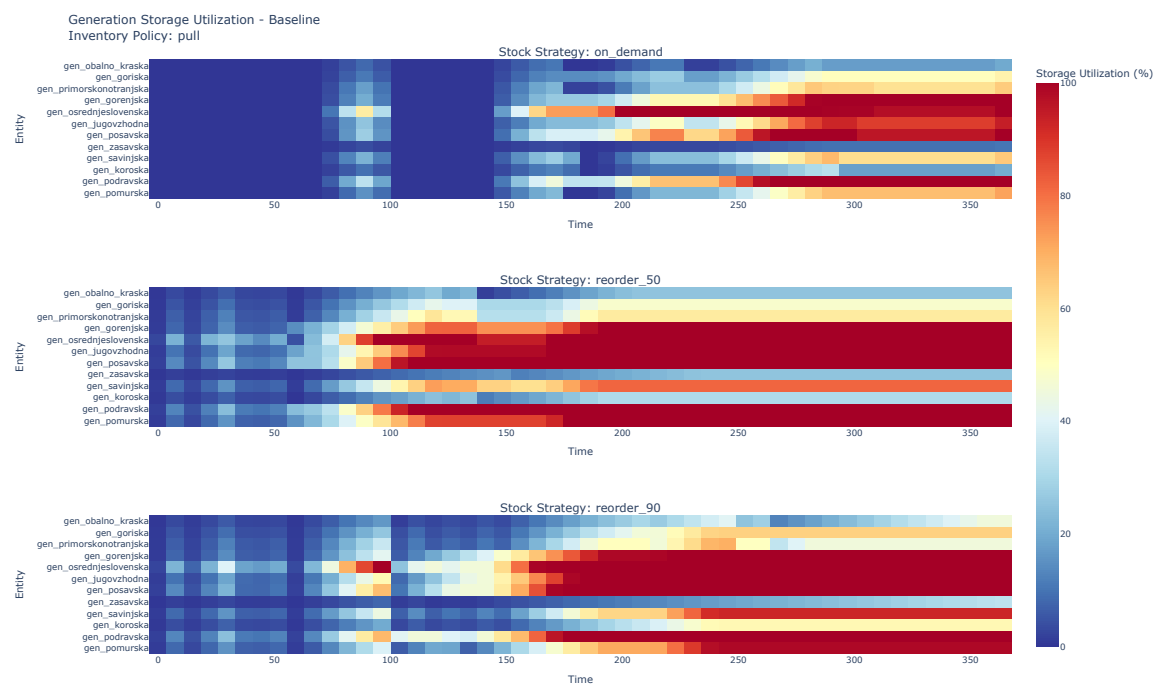 Generation Storage Utilization - Baseline
Inventory Policy: pull
Stock Strategy: on_demand
Storage Utilization (%)
Entity
gen_obalno_kraska
gen_goriska
gen_primorskonotranjska
gen_gorenjska
gen_osrednjeslovenska
gen_jugovzhodna
gen_posavska
gen_zasavska
gen_savinjska
gen_koroska
gen_podravska
gen_pomurska
0 50 100 150 200 250 300 350
Time
Stock Strategy: reorder_50
Entity
gen_obalno_kraska
gen_goriska
gen_primorskonotranjska
gen_gorenjska
gen_osrednjeslovenska
gen_jugovzhodna
gen_posavska
gen_zasavska
gen_savinjska
gen_koroska
gen_podravska
gen_pomurska
0 50 100 150 200 250 300 350
Time
Stock Strategy: reorder_90
Entity
gen_obalno_kraska
gen_goriska
gen_primorskonotranjska
gen_gorenjska
gen_osrednjeslovenska
gen_jugovzhodna
gen_posavska
gen_zasavska
gen_savinjska
gen_koroska
gen_podravska
gen_pomurska
0 50 100 150 200 250 300 350
Time
100
80
60
40
20
0